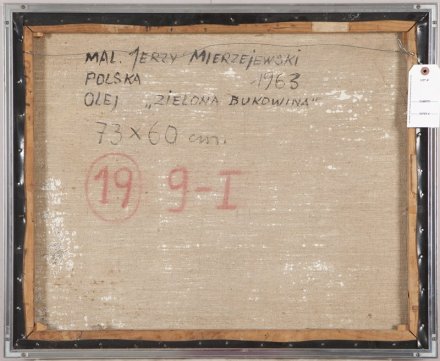 MAL. JERZY MIERZEJEWSKI
POLSKA 1963
OLEJ „ZIELONA BUKOWINA"
73×60 cm.
19 9-I